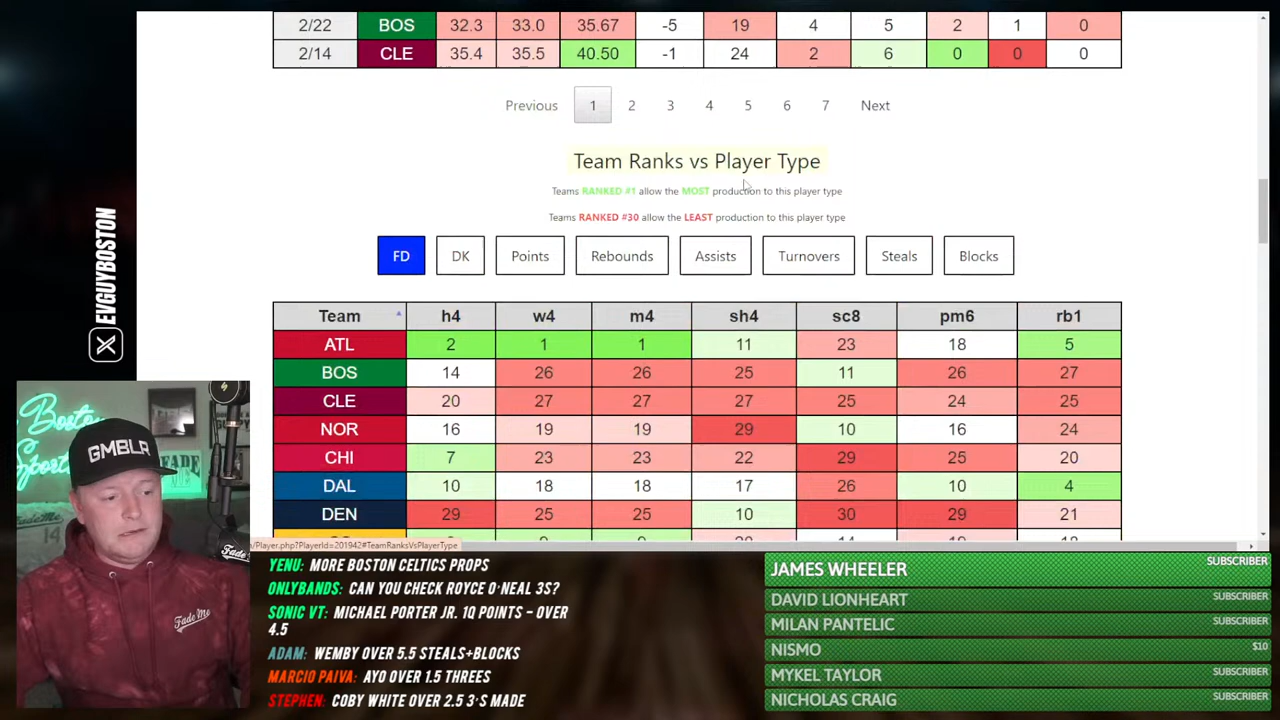 2/22 BOS 32.3 33.0 35.67 -5 19 4 5 2 1 0
2/14 CLE 35.4 35.5 40.50 -1 24 2 6 0 0 0
Previous 1 2 3 4 5 6 7 Next
Team Ranks vs Player Type
Teams RANKED #1 allow the MOST production to this player type
Teams RANKED #30 allow the LEAST production to this player type
FD DK Points Rebounds Assists Turnovers Steals Blocks
Team h4 w4 m4 sh4 sc8 pm6 rb1
ATL 2 1 1 11 23 18 5
BOS 14 26 26 25 11 26 27
CLE 20 27 27 27 25 24 25
NOR 16 19 19 29 10 16 24
CHI 7 23 23 22 29 25 20
DAL 10 18 18 17 26 10 4
DEN 29 25 25 10 30 29 21
/Player.php?PlayerId=201942#TeamRanksVsPlayerType
X EVGUYBOSTON
Boston
Sports
GMBLR
FADE
Fade Me
YENU: MORE BOSTON CELTICS PROPS
ONLYBANDS: CAN YOU CHECK ROYCE O'NEAL 3S?
SONIC VT: MICHAEL PORTER JR. 1Q POINTS - OVER
4.5
ADAM: WEMBY OVER 5.5 STEALS+BLOCKS
MARCIO PAIVA: AYO OVER 1.5 THREES
STEPHEN: COBY WHITE OVER 2.5 3'S MADE
JAMES WHEELER SUBSCRIBER
DAVID LIONHEART SUBSCRIBER
MILAN PANTELIC SUBSCRIBER
NISMO $10
MYKEL TAYLOR SUBSCRIBER
NICHOLAS CRAIG SUBSCRIBER